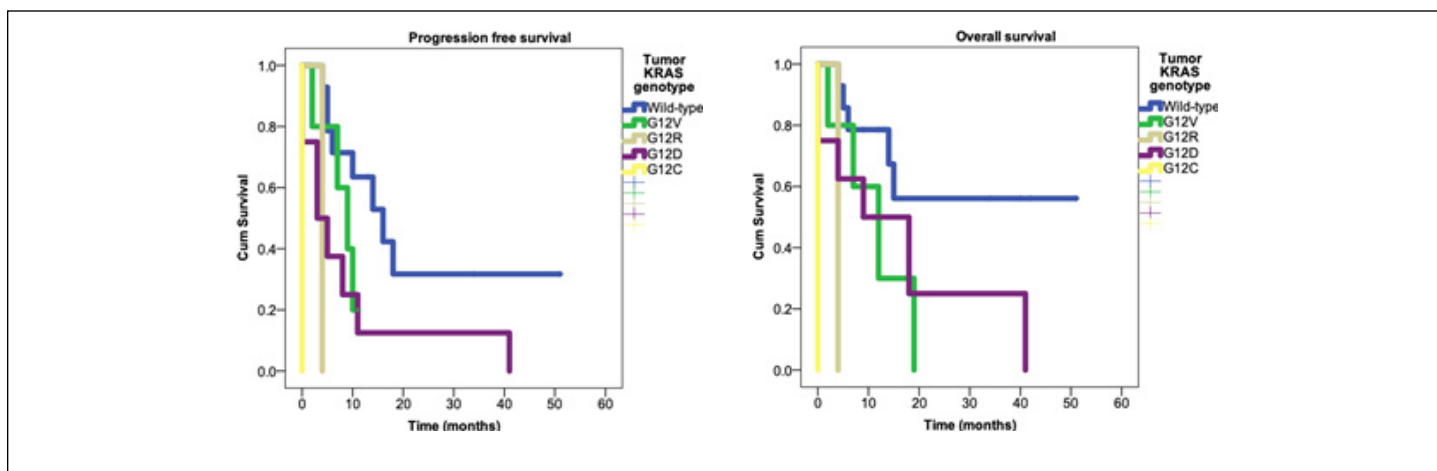 Progression free survival
Tumor
KRAS
genotype
Wild-type
G12V
G12R
G12D
G12C
Cum Survival
1.0
0.8
0.6
0.4
0.2
0.0
0 10 20 30 40 50 60
Time (months)
Overall survival
Tumor
KRAS
genotype
Wild-type
G12V
G12R
G12D
G12C
Cum Survival
1.0
0.8
0.6
0.4
0.2
0.0
0 10 20 30 40 50 60
Time (months)